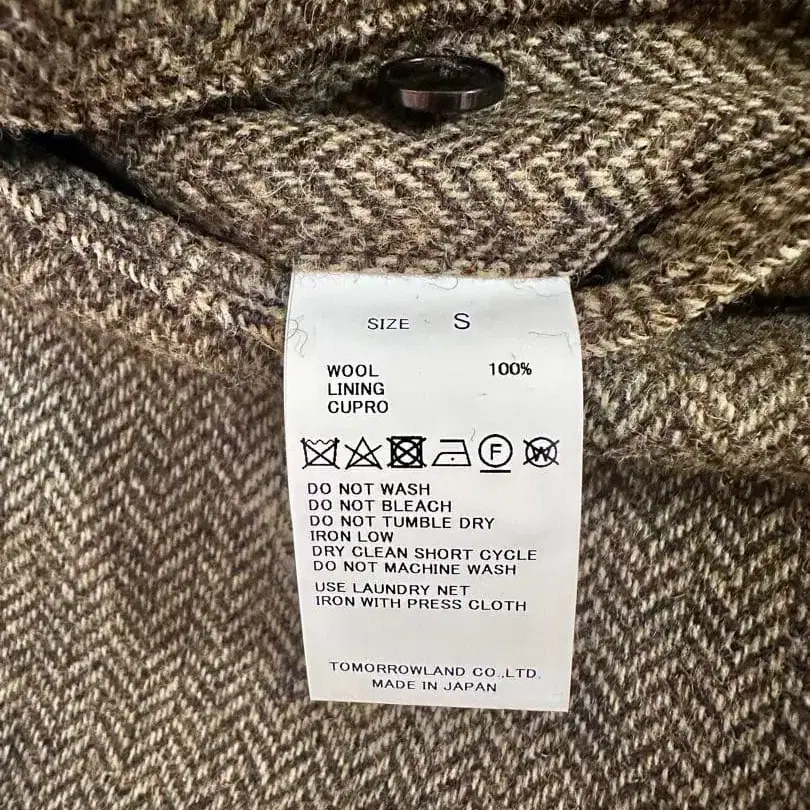 SIZE S
WOOL 100%
LINING
CUPRO
F W
DO NOT WASH
DO NOT BLEACH
DO NOT TUMBLE DRY
IRON LOW
DRY CLEAN SHORT CYCLE
DO NOT MACHINE WASH
USE LAUNDRY NET
IRON WITH PRESS CLOTH
TOMORROWLAND CO.,LTD.
MADE IN JAPAN